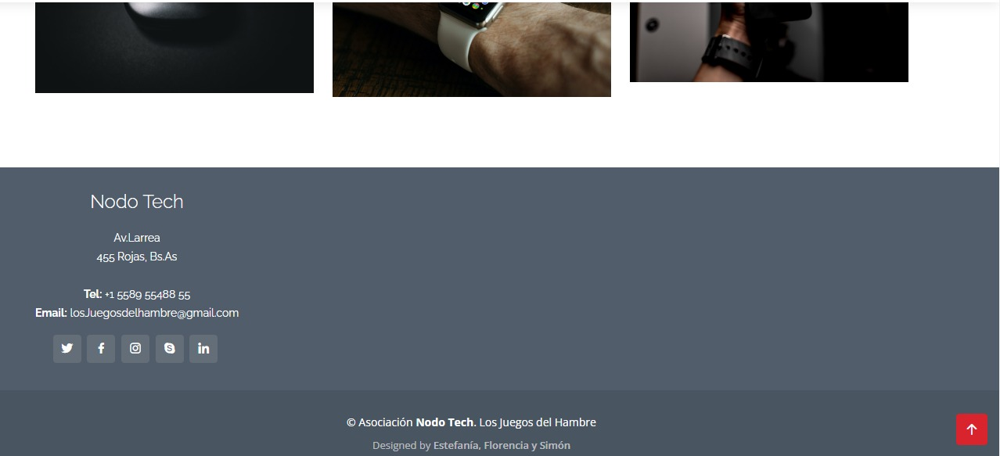 Nodo Tech
Av.Larrea
455 Rojas, Bs.As
Tel: +1 5589 55488 55
Email: losJuegosdelhambre@gmail.com
© Asociación Nodo Tech. Los Juegos del Hambre
Designed by Estefanía, Florencia y Simón